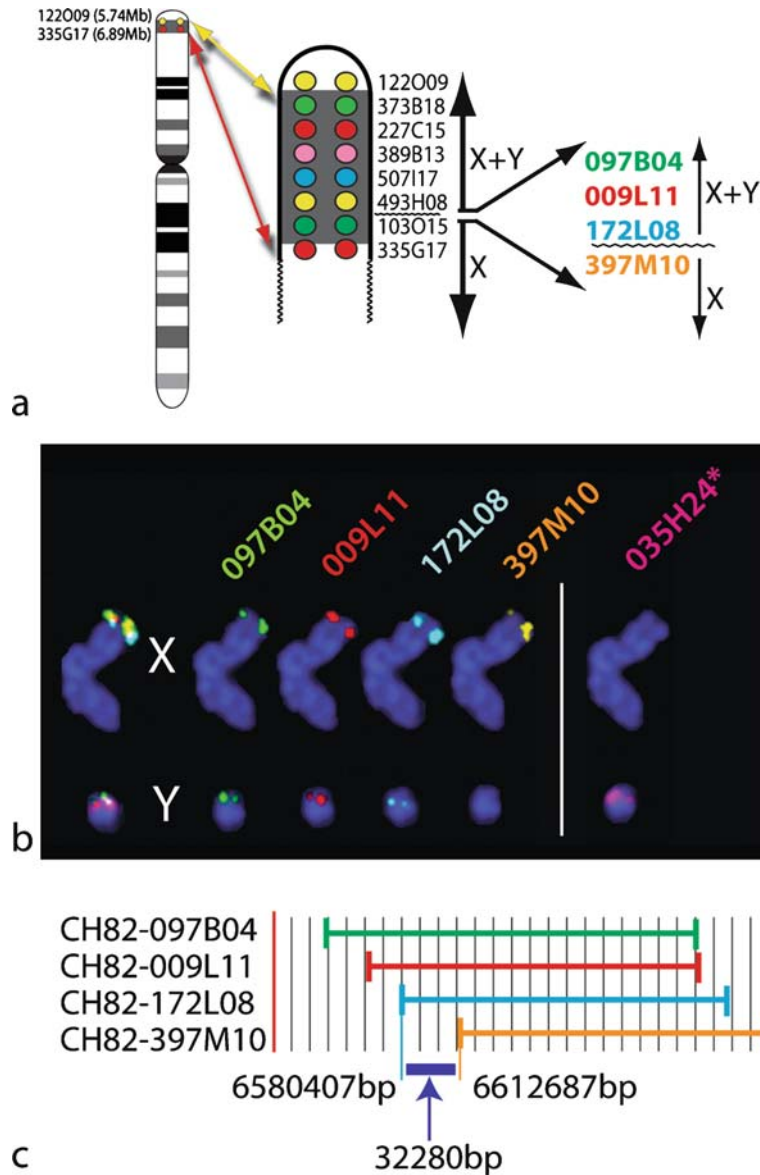 122O09 (5.74Mb)
335G17 (6.89Mb)
122O09
373B18
227C15
389B13
507I17
493H08
103O15
335G17
X+Y
X
097B04
009L11
172L08
397M10
X+Y
X
a
097B04
009L11
172L08
397M10
035H24*
X
Y
b
CH82-097B04
CH82-009L11
CH82-172L08
CH82-397M10
6580407bp
6612687bp
32280bp
c